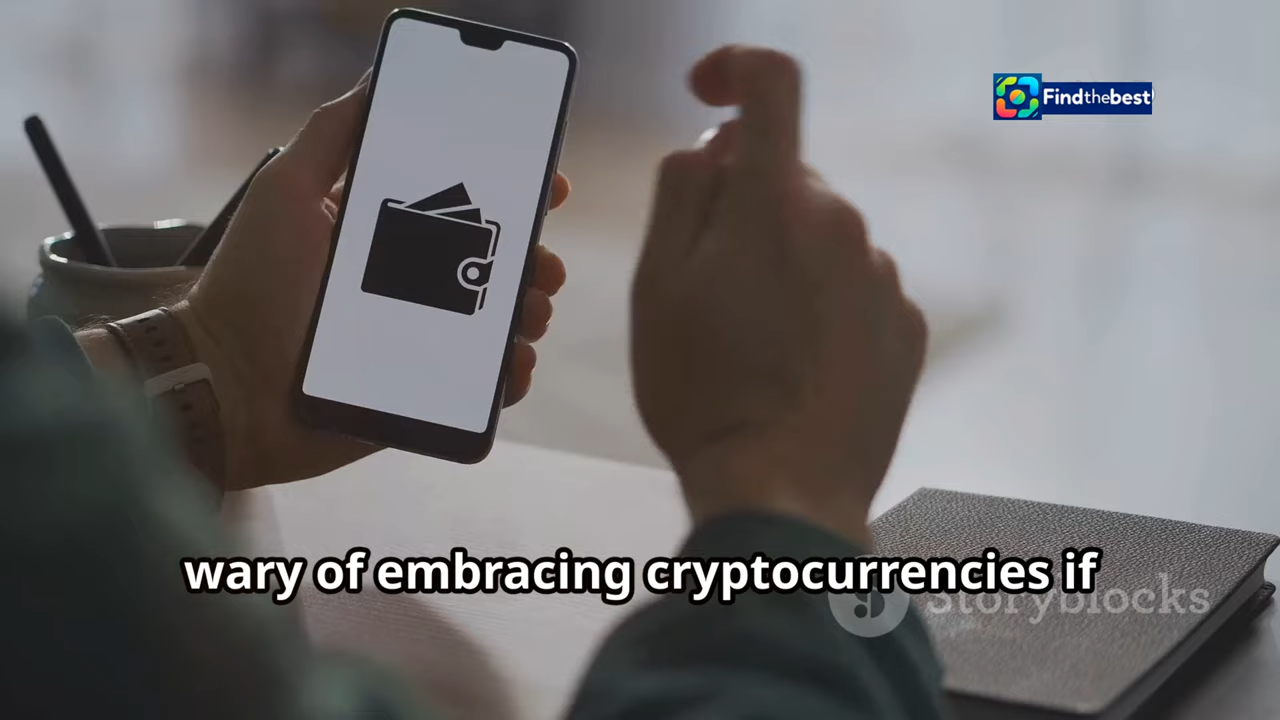 Findthebest
wary of embracing cryptocurrencies if
Storyblocks